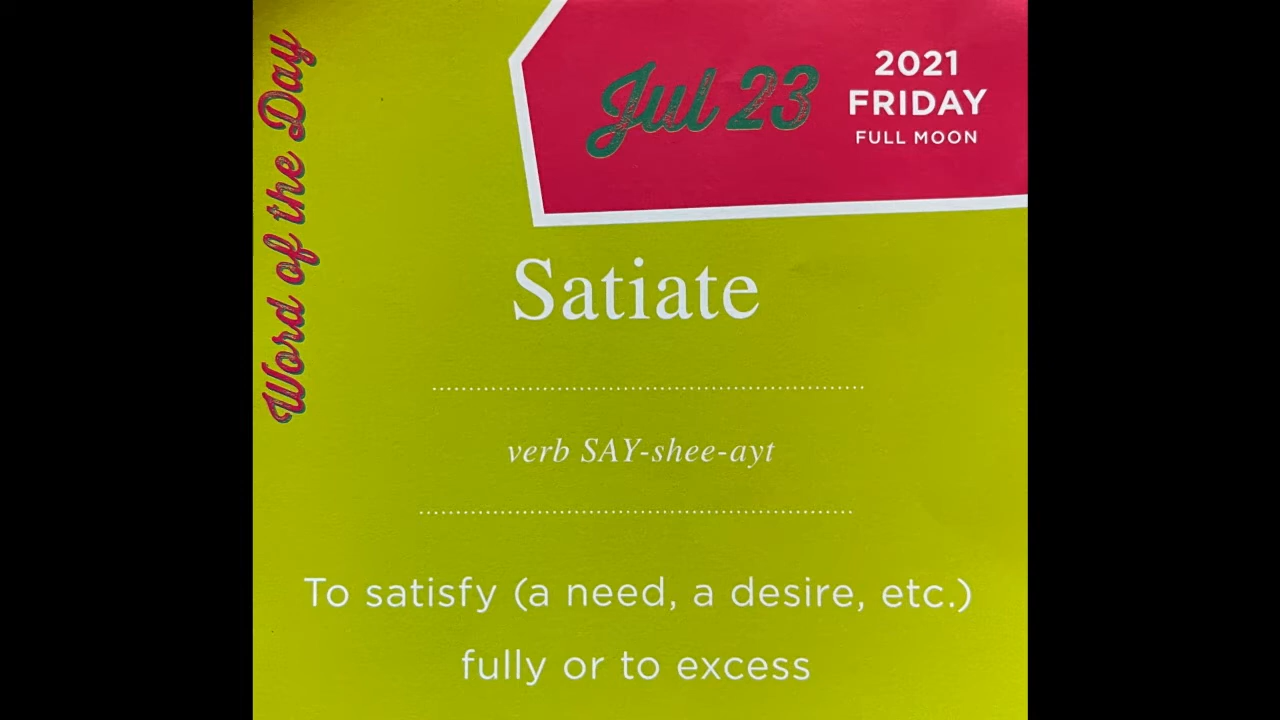 Word of the Day
Jul 23
2021
FRIDAY
FULL MOON
Satiate
verb SAY-shee-ayt
To satisfy (a need, a desire, etc.)
fully or to excess